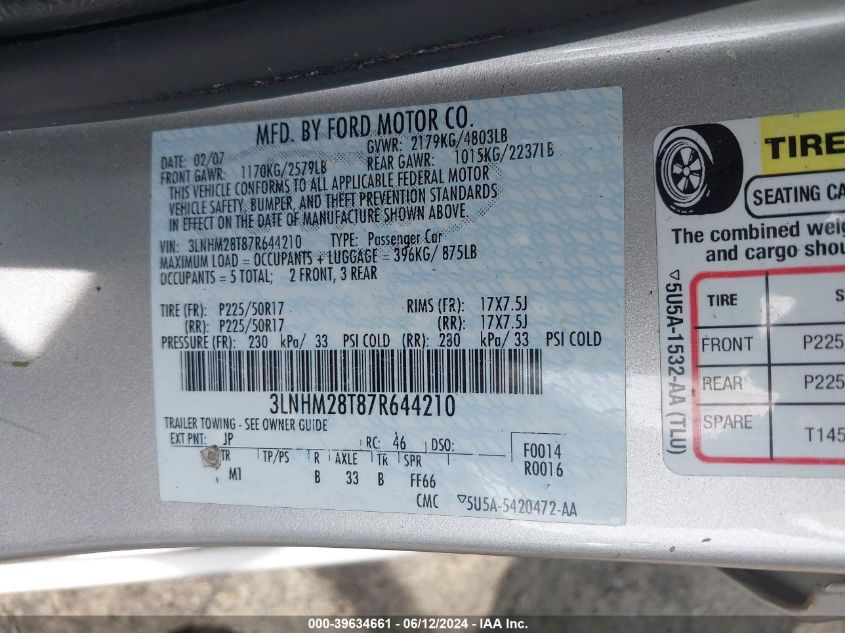 MFD. BY FORD MOTOR CO.
DATE: 02/07 GVWR: 2179KG/4803LB
FRONT GAWR: 1170KG/2579LB REAR GAWR: 1015KG/2237LB
THIS VEHICLE CONFORMS TO ALL APPLICABLE FEDERAL MOTOR
VEHICLE SAFETY, BUMPER, AND THEFT PREVENTION STANDARDS
IN EFFECT ON THE DATE OF MANUFACTURE SHOWN ABOVE.
VIN: 3LNHM28T87R644210 TYPE: Passenger Car
MAXIMUM LOAD = OCCUPANTS + LUGGAGE = 396KG/ 875LB
OCCUPANTS = 5 TOTAL; 2 FRONT, 3 REAR
TIRE (FR): P225/50R17 RIMS (FR): 17X7.5J
(RR): P225/50R17 (RR): 17X7.5J
PRESSURE (FR): 230 kPa/ 33 PSI COLD (RR): 230 kPa/ 33 PSI COLD
3LNHM28T87R644210
TRAILER TOWING - SEE OWNER GUIDE
EXT PNT: JP RC: 46 DSO: F0014
R0016
TR TP/PS R AXLE TR SPR
MT B 33 B FF66
CMC 5U5A-5420472-AA
TIRE
SEATING CA
The combined weig
and cargo shou
TIRE S
FRONT P225
REAR P225
SPARE T145
5U5A-1532-AA (TLU)
000-39634661 - 06/12/2024 - IAA Inc.